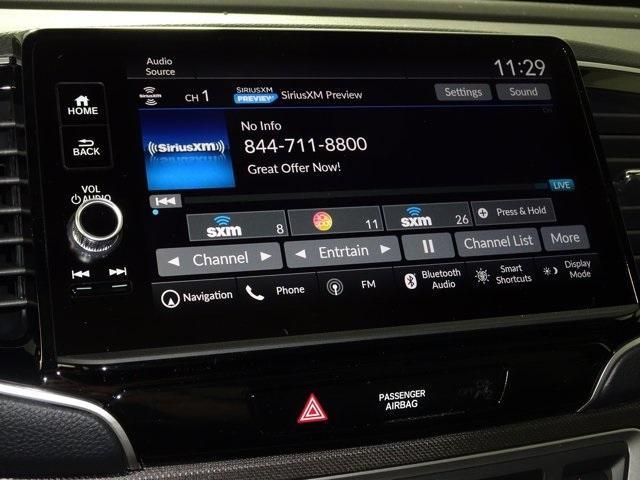 Audio
Source
11:29
HOME
SiriusXM
CH 1
SIRIUSXM
PREVIEW
SiriusXM Preview
Settings
Sound
BACK
((SiriusXM))
No Info
844-711-8800
Great Offer Now!
VOL
AUDIO
LIVE
sxm 8
11
sxm 26
Press & Hold
Channel
Entrtain
Channel List
More
Navigation
Phone
FM
Bluetooth
Audio
Smart
Shortcuts
Display
Mode
PASSENGER
AIRBAG